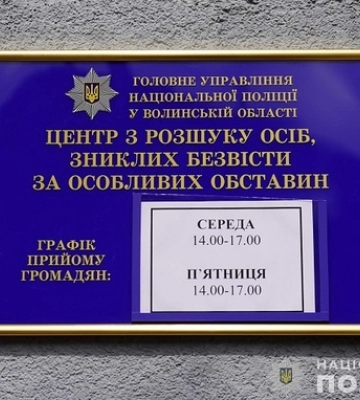 ГОЛОВНЕ УПРАВЛІННЯ
НАЦІОНАЛЬНОЇ ПОЛІЦІЇ
У ВОЛИНСЬКІЙ ОБЛАСТІ
ЦЕНТР З РОЗШУКУ ОСІБ,
ЗНИКЛИХ БЕЗВІСТИ
ЗА ОСОБЛИВИХ ОБСТАВИН
ГРАФІК
ПРИЙОМУ
ГРОМАДЯН:
СЕРЕДА
14.00-17.00
П'ЯТНИЦЯ
14.00-17.00